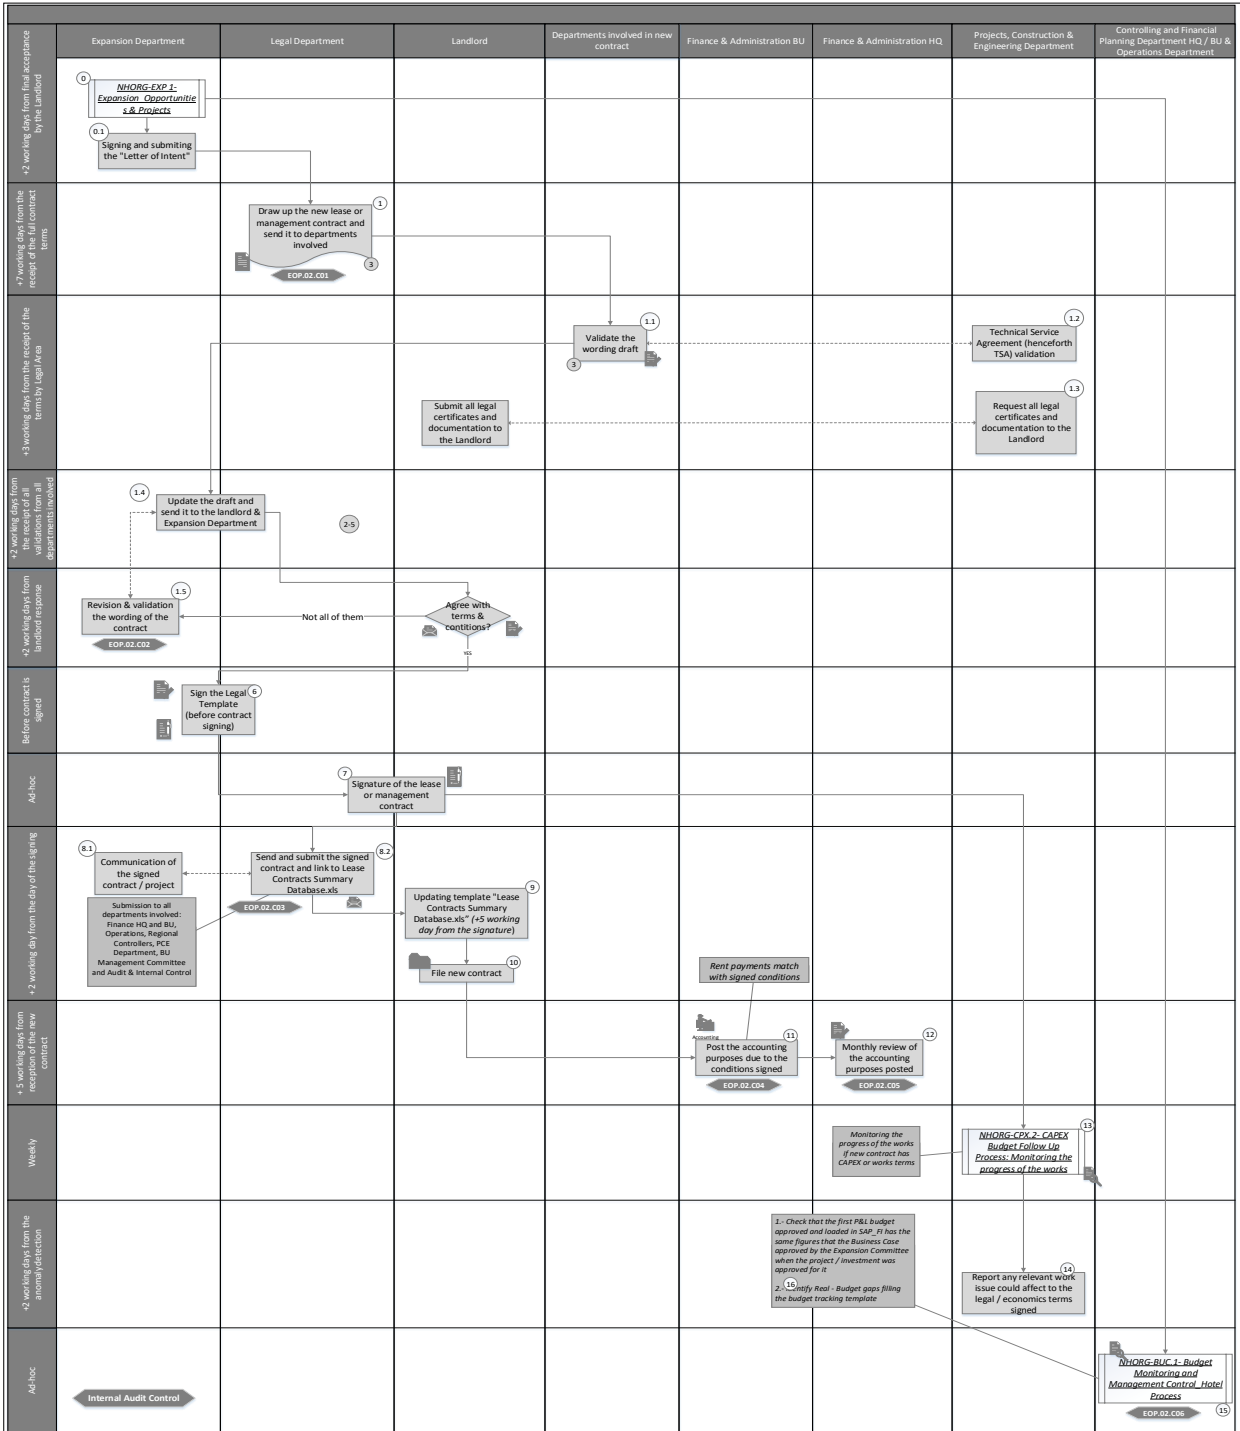 Expansion Department
Legal Department
Landlord
Departments involved in new
contract
Finance & Administration BU
Finance & Administration HQ
Projects, Construction &
Engineering Department
Controlling and Financial
Planning Department HQ / BU &
Operations Department
+2 working days from final acceptance
by the Landlord
0
NHORG-EXP 1-
Expansion_Opportunitie
s & Projects
0.1
Signing and submiting
the "Letter of Intent"
+7 working days from the
receipt of the full contract
terms
1
Draw up the new lease or
management contract and
send it to departments
involved
3
EOP.02.C01
+3 working days from the receipt of the
terms by Legal Area
1.1
Validate the
wording draft
3
1.2
Technical Service
Agreement (henceforth
TSA) validation
1.3
Submit all legal
certificates and
documentation to
the Landlord
Request all legal
certificates and
documentation to the
Landlord
+2 working days from
the receipt of all
validations from all
departments involved
1.4
Update the draft and
send it to the landlord &
Expansion Department
2-5
+2 working days from
landlord response
1.5
Revision & validation
the wording of the
contract
EOP.02.C02
Not all of them
Agree with
terms &
contitions?
YES
Before contract is
signed
6
Sign the Legal
Template
(before contract
signing)
Ad-hoc
7
Signature of the lease
or management
contract
+ 2 working day from the day of the signing
8.1
Communication of
the signed
contract / project
8.2
Send and submit the signed
contract and link to Lease
Contracts Summary
Database.xls
EOP.02.C03
Submission to all
departments involved:
Finance HQ and BU,
Operations, Regional
Controllers, PCE
Department, BU
Management Committee
and Audit & Internal Control
9
Updating template "Lease
Contracts Summary
Database.xls" (+5 working
day from the signature)
10
File new contract
Rent payments match
with signed conditions
+ 5 working days from
reception of the new
contract
Accounting
11
Post the accounting
purposes due to the
conditions signed
EOP.02.C04
12
Monthly review of
the accounting
purposes posted
EOP.02.C05
Weekly
Monitoring the
progress of the works
If new contract has
CAPEX or works terms
13
NHORG-CPX.2- CAPEX
Budget Follow Up
Process: Monitoring the
progress of the works
+2 working days from the
anomaly detection
1.- Check that the first P&L budget
approved and loaded in SAP_FI has the
same figures that the Business Case
approved by the Expansion Committee
when the project / investment was
approved for it
16
2.- Identify Real - Budget gaps filling
the budget tracking template
14
Report any relevant work
issue could affect to the
legal / economics terms
signed
Ad-hoc
Internal Audit Control
NHORG-BUC.1- Budget
Monitoring and
Management Control_Hotel
Process
EOP.02.C06
15